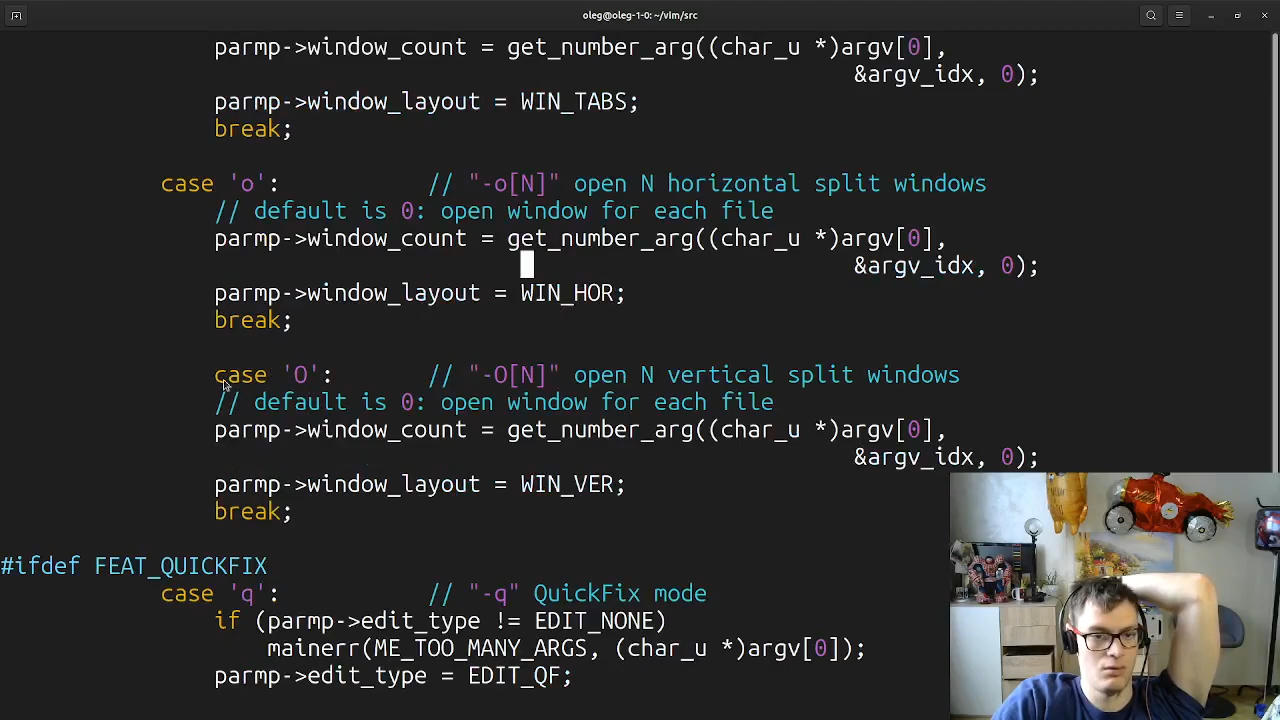 oleg@oleg-1-0: ~/vim/src
parmp->window_count = get_number_arg((char_u *)argv[0],
&argv_idx, 0);
parmp->window_layout = WIN_TABS;
break;
case 'o': // "-o[N]" open N horizontal split windows
// default is 0: open window for each file
parmp->window_count = get_number_arg((char_u *)argv[0],
&argv_idx, 0);
parmp->window_layout = WIN_HOR;
break;
case 'O': // "-O[N]" open N vertical split windows
// default is 0: open window for each file
parmp->window_count = get_number_arg((char_u *)argv[0],
&argv_idx, 0);
parmp->window_layout = WIN_VER;
break;
#ifdef FEAT_QUICKFIX
case 'q': // "-q" QuickFix mode
if (parmp->edit_type != EDIT_NONE)
mainerr(ME_TOO_MANY_ARGS, (char_u *)argv[0]);
parmp->edit_type = EDIT_QF;